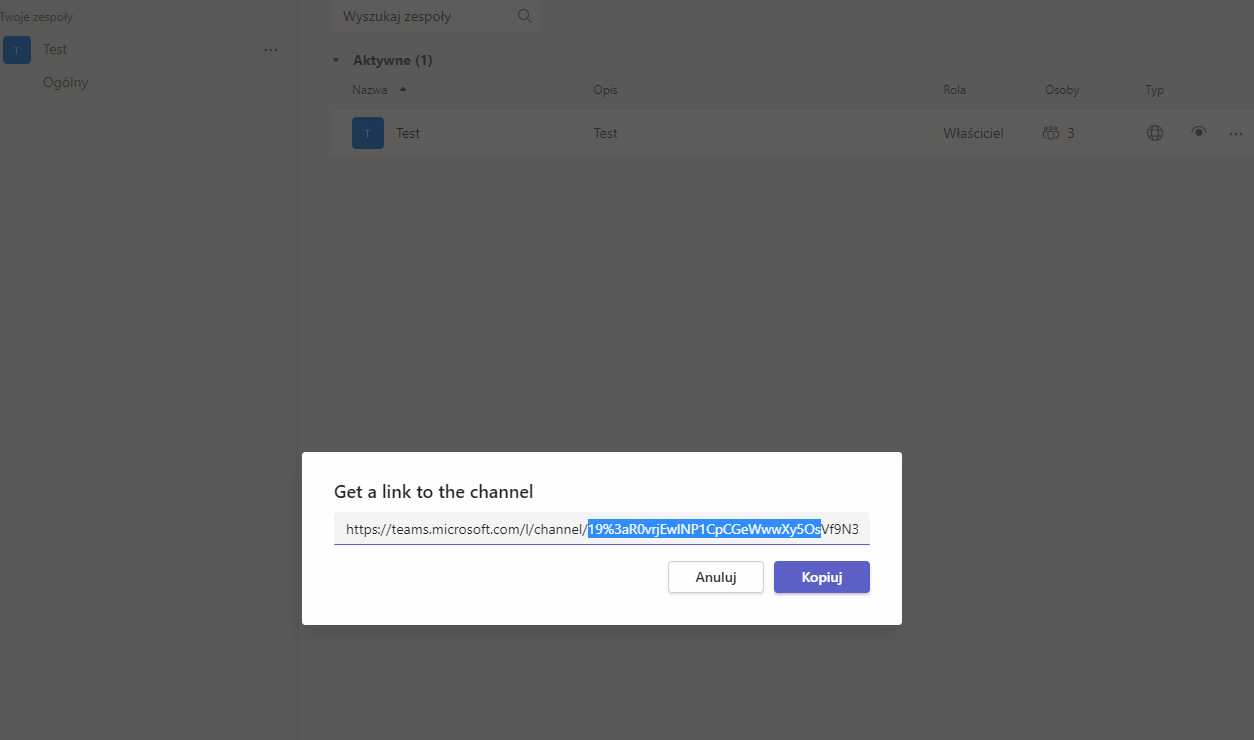 Twoje zespoły
T Test ...
Ogólny
Wyszukaj zespoły
Aktywne (1)
Nazwa Opis Rola Osoby Typ
T Test Test Właściciel 3 ...
Get a link to the channel
https://teams.microsoft.com/l/channel/19%3aR0vrjEwlNP1CpCGeWwwXy5OsVf9N3
Anuluj Kopiuj